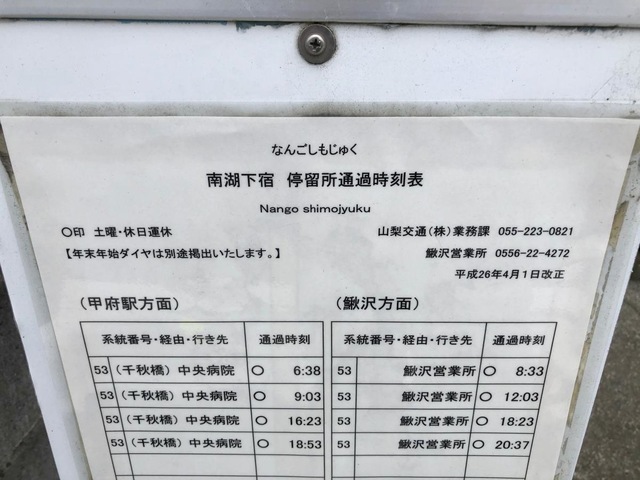 なんごしもじゅく
南湖下宿 停留所通過時刻表
Nango shimojyuku
〇印 土曜・休日運休 山梨交通(株)業務課 055-223-0821
【年末年始ダイヤは別途掲出いたします。】 鰍沢営業所 0556-22-4272
平成26年4月1日改正
(甲府駅方面) (鰍沢方面)
系統番号・経由・行き先 通過時刻 系統番号・経由・行き先 通過時刻
53 (千秋橋) 中央病院 〇 6:38 53 鰍沢営業所 〇 8:33
53 (千秋橋) 中央病院 〇 9:03 53 鰍沢営業所 〇 12:03
53 (千秋橋) 中央病院 〇 16:23 53 鰍沢営業所 〇 18:23
53 (千秋橋) 中央病院 〇 18:53 53 鰍沢営業所 〇 20:37